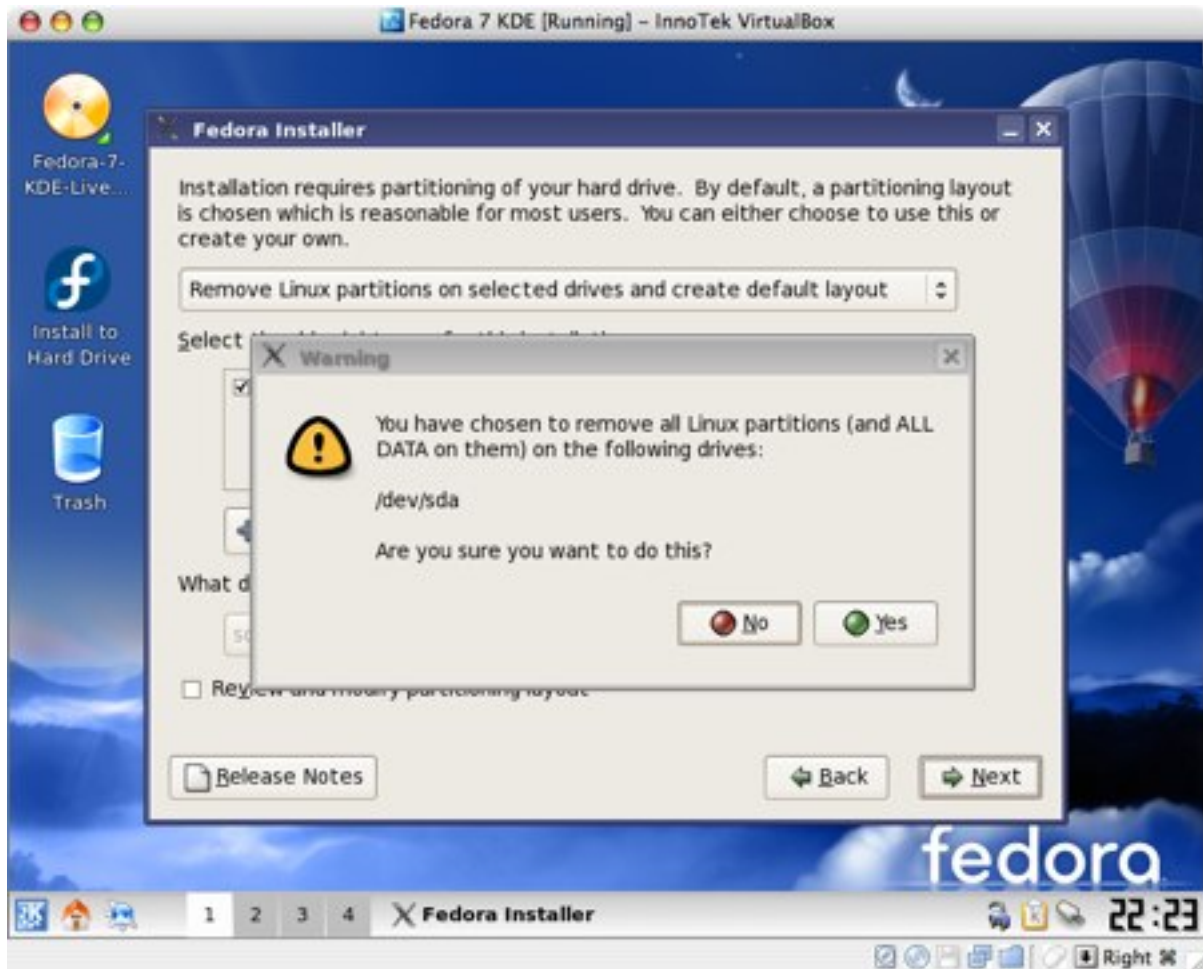 Fedora 7 KDE [Running] – InnoTek VirtualBox
Fedora-7-
KDE-Live...
Install to
Hard Drive
Trash
Fedora Installer
Installation requires partitioning of your hard drive. By default, a partitioning layout
is chosen which is reasonable for most users. You can either choose to use this or
create your own.
Remove Linux partitions on selected drives and create default layout
Select
Warning
You have chosen to remove all Linux partitions (and ALL
DATA on them) on the following drives:
/dev/sda
Are you sure you want to do this?
No
Yes
What d
Review and modify partitioning layout
Release Notes
Back
Next
fedora
1 2 3 4
Fedora Installer
22:23
Right ⌘